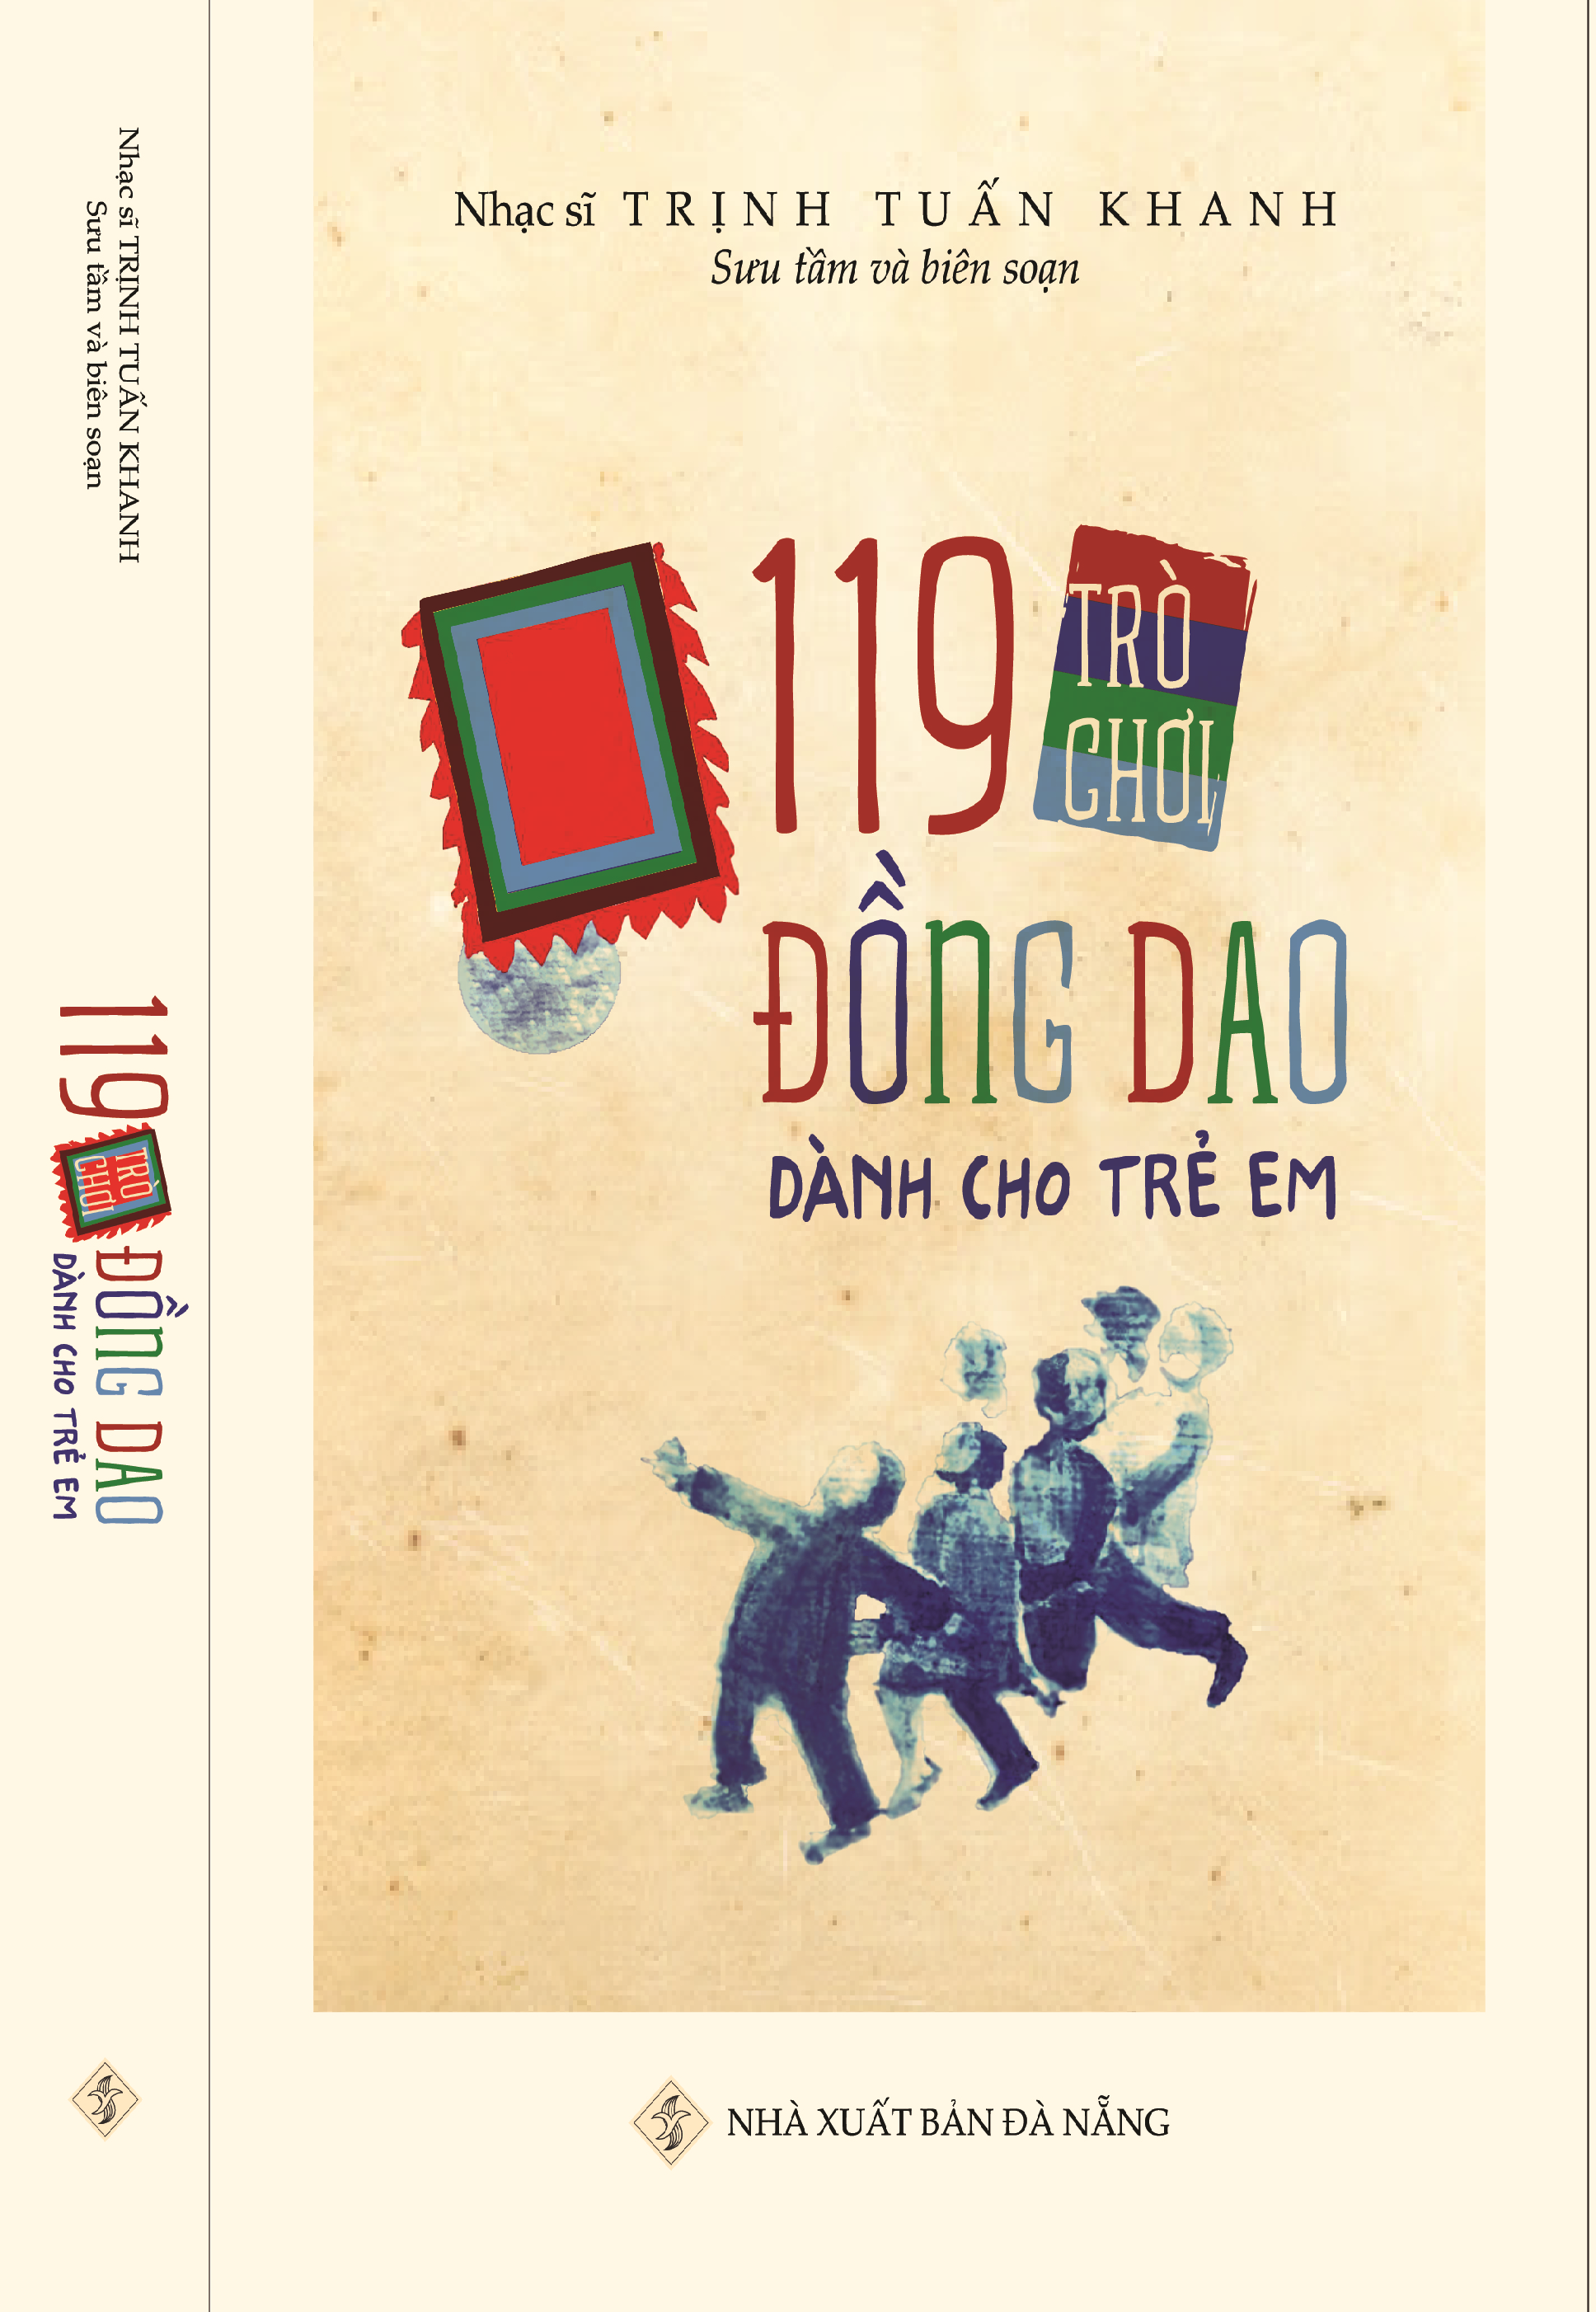 Nhạc sĩ TRỊNH TUẤN KHANH
Sưu tầm và biên soạn
119
TRÒ
CHƠI
ĐỒNG DAO
DÀNH CHO TRẺ EM
Nhạc sĩ TRỊNH TUẤN KHANH
Sưu tầm và biên soạn
119
TRÒ
CHƠI
ĐỒNG DAO
DÀNH CHO TRẺ EM
NHÀ XUẤT BẢN ĐÀ NẴNG